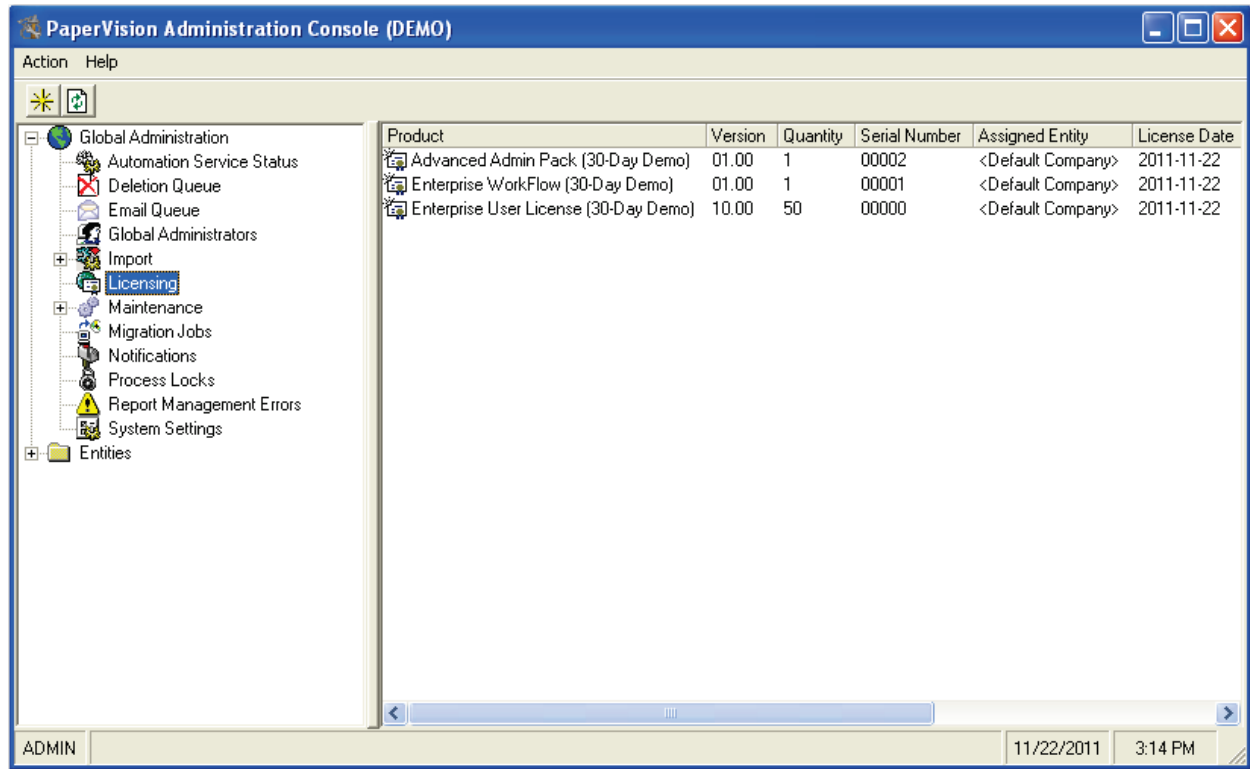 PaperVision Administration Console (DEMO)
Action Help
Global Administration
Automation Service Status
Deletion Queue
Email Queue
Global Administrators
Import
Licensing
Maintenance
Migration Jobs
Notifications
Process Locks
Report Management Errors
System Settings
Entities
Product Version Quantity Serial Number Assigned Entity License Date
Advanced Admin Pack (30-Day Demo) 01.00 1 00002 <Default Company> 2011-11-22
Enterprise WorkFlow (30-Day Demo) 01.00 1 00001 <Default Company> 2011-11-22
Enterprise User License (30-Day Demo) 10.00 50 00000 <Default Company> 2011-11-22
ADMIN 11/22/2011 3:14 PM